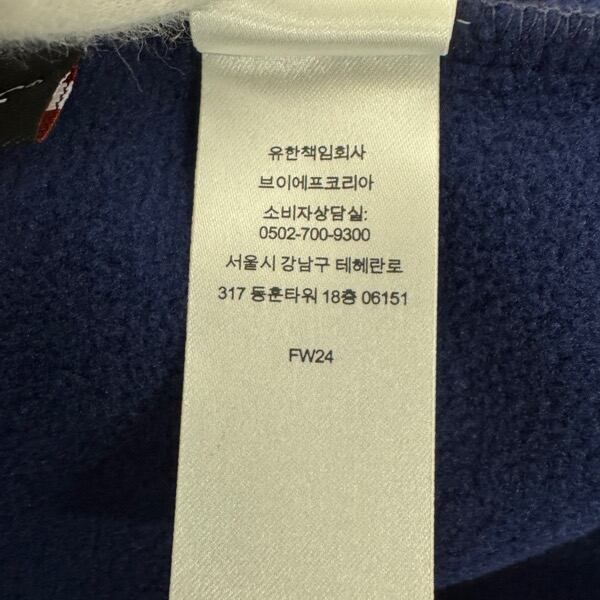 유한책임회사
브이에프코리아
소비자상담실:
0502-700-9300
서울시 강남구 테헤란로
317 동훈타워 18층 06151
FW24